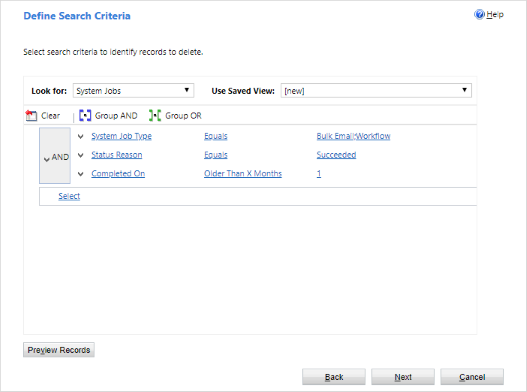 Define Search Criteria
Help
Select search criteria to identify records to delete.
Look for: System Jobs Use Saved View: [new]
Clear Group AND Group OR
AND
System Job Type Equals Bulk Email;Workflow
Status Reason Equals Succeeded
Completed On Older Than X Months 1
Select
Preview Records
Back Next Cancel